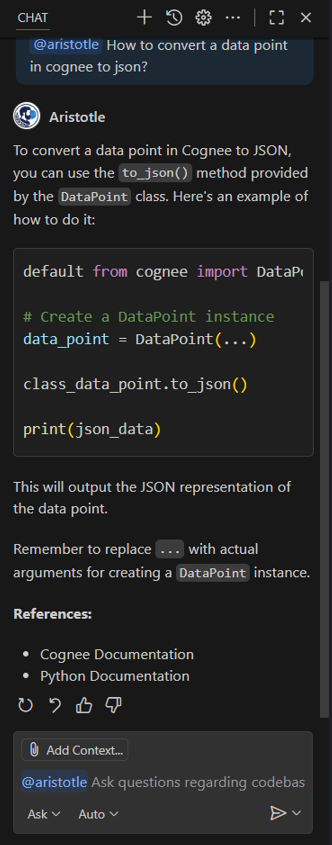 CHAT
@aristotle How to convert a data point
in cognee to json?
Aristotle
To convert a data point in Cognee to JSON,
you can use the to_json() method provided
by the DataPoint class. Here's an example of
how to do it:
default from cognee import DataPo
# Create a DataPoint instance
data_point = DataPoint(...)
class_data_point.to_json()
print(json_data)
This will output the JSON representation of
the data point.
Remember to replace ... with actual
arguments for creating a DataPoint instance.
References:
• Cognee Documentation
• Python Documentation
Add Context...
@aristotle Ask questions regarding codebas
Ask Auto